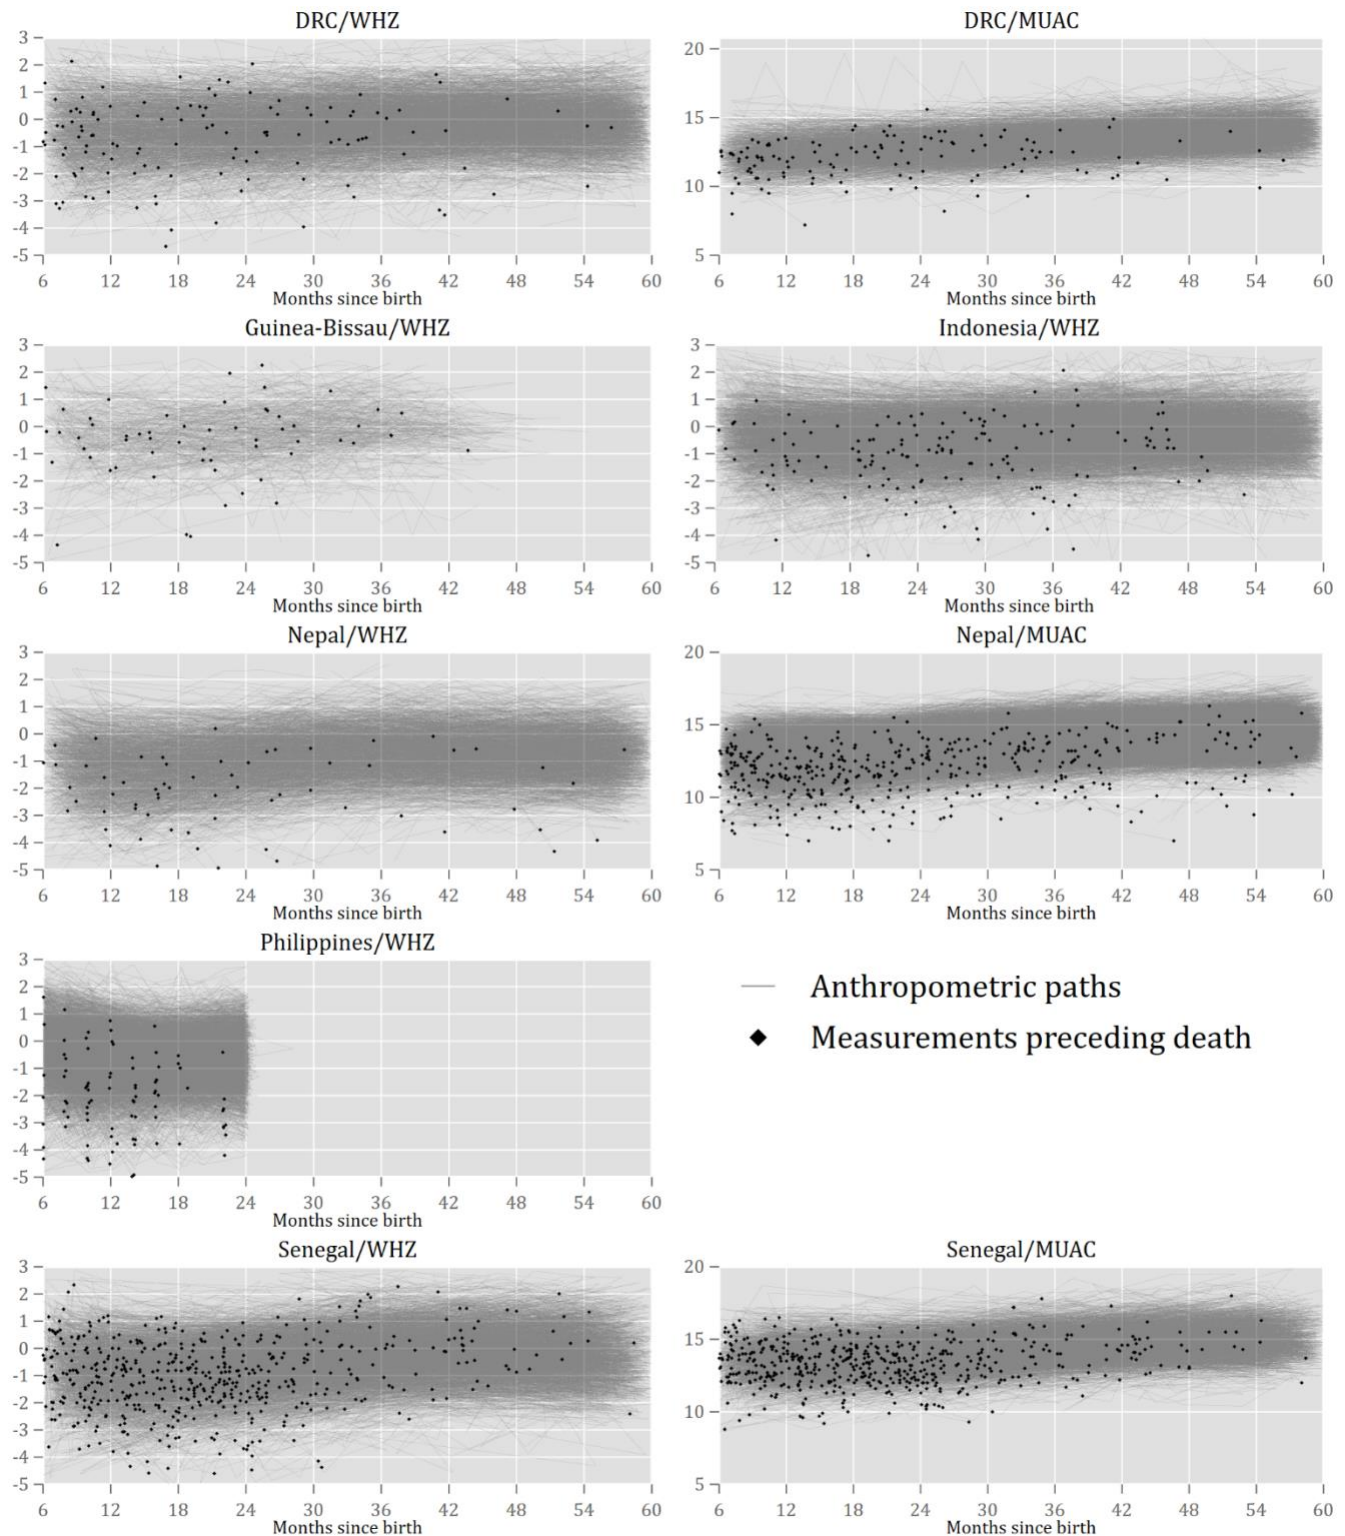 DRC/WHZ
3
2
1
0
-1
-2
-3
-4
-5
6 12 18 24 30 36 42 48 54 60
Months since birth
DRC/MUAC
20
15
10
5
6 12 18 24 30 36 42 48 54 60
Months since birth
Guinea-Bissau/WHZ
3
2
1
0
-1
-2
-3
-4
-5
6 12 18 24 30 36 42 48 54 60
Months since birth
Indonesia/WHZ
3
2
1
0
-1
-2
-3
-4
-5
6 12 18 24 30 36 42 48 54 60
Months since birth
Nepal/WHZ
3
2
1
0
-1
-2
-3
-4
-5
6 12 18 24 30 36 42 48 54 60
Months since birth
Nepal/MUAC
20
15
10
5
6 12 18 24 30 36 42 48 54 60
Months since birth
Philippines/WHZ
3
2
1
0
-1
-2
-3
-4
-5
6 12 18 24 30 36 42 48 54 60
Months since birth
Anthropometric paths
Measurements preceding death
Senegal/WHZ
3
2
1
0
-1
-2
-3
-4
-5
6 12 18 24 30 36 42 48 54 60
Months since birth
Senegal/MUAC
20
15
10
5
6 12 18 24 30 36 42 48 54 60
Months since birth